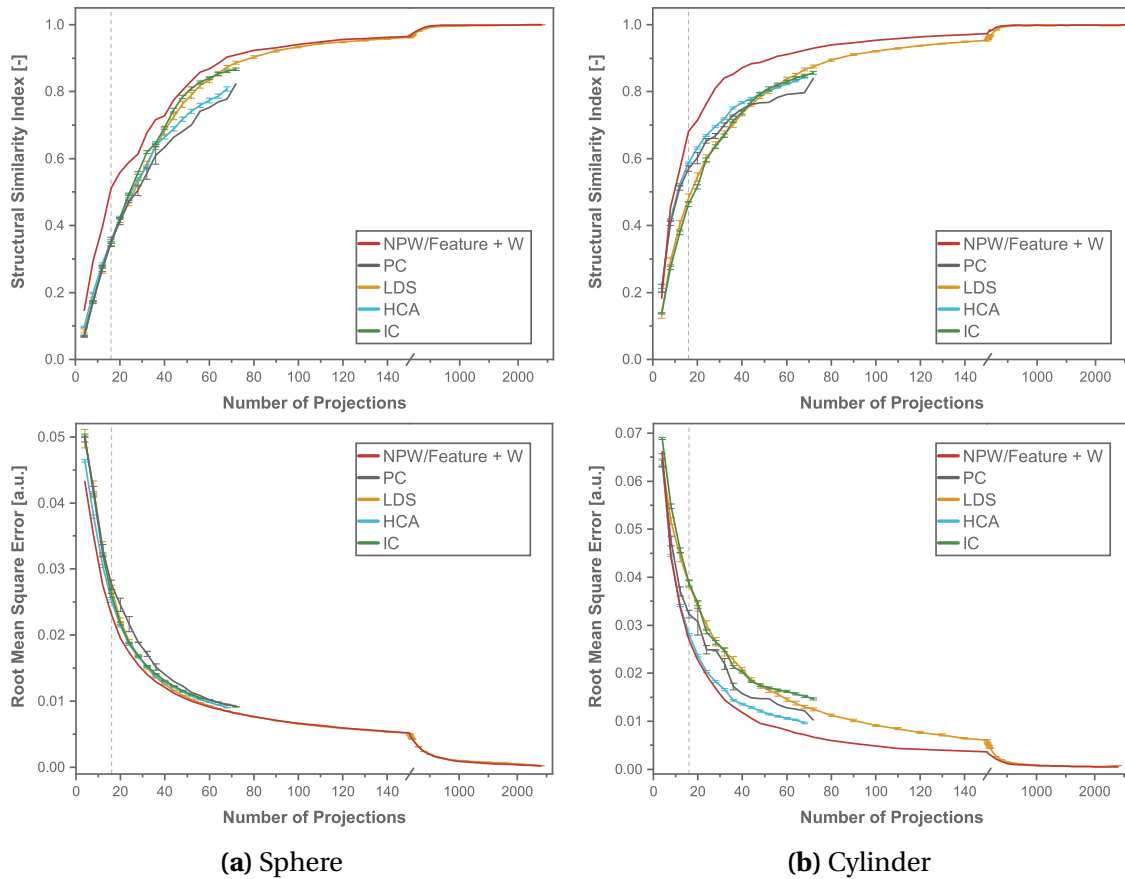 1.0
0.8
0.6
0.4
0.2
0.0
Structural Similarity Index [-]
NPW/Feature + W
PC
LDS
HCA
IC
0 20 40 60 80 100 120 140 1000 2000
Number of Projections
1.0
0.8
0.6
0.4
0.2
0.0
Structural Similarity Index [-]
NPW/Feature + W
PC
LDS
HCA
IC
0 20 40 60 80 100 120 140 1000 2000
Number of Projections
0.05
0.04
0.03
0.02
0.01
0.00
Root Mean Square Error [a.u.]
NPW/Feature + W
PC
LDS
HCA
IC
0 20 40 60 80 100 120 140 1000 2000
Number of Projections
0.07
0.06
0.05
0.04
0.03
0.02
0.01
0.00
Root Mean Square Error [a.u.]
NPW/Feature + W
PC
LDS
HCA
IC
0 20 40 60 80 100 120 140 1000 2000
Number of Projections
(a) Sphere
(b) Cylinder